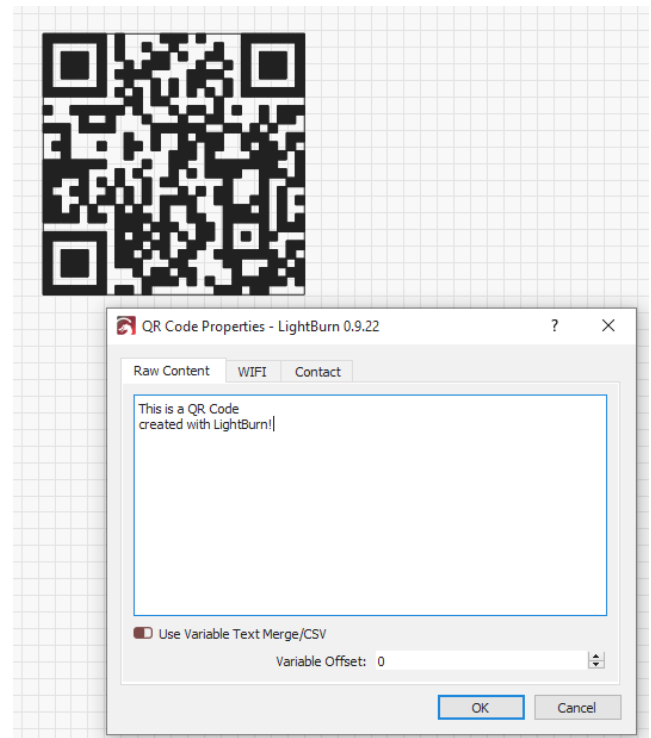 QR Code Properties - LightBurn 0.9.22
?
Raw Content
WIFI
Contact
This is a QR Code
created with LightBurn!
Use Variable Text Merge/CSV
Variable Offset: 0
OK
Cancel